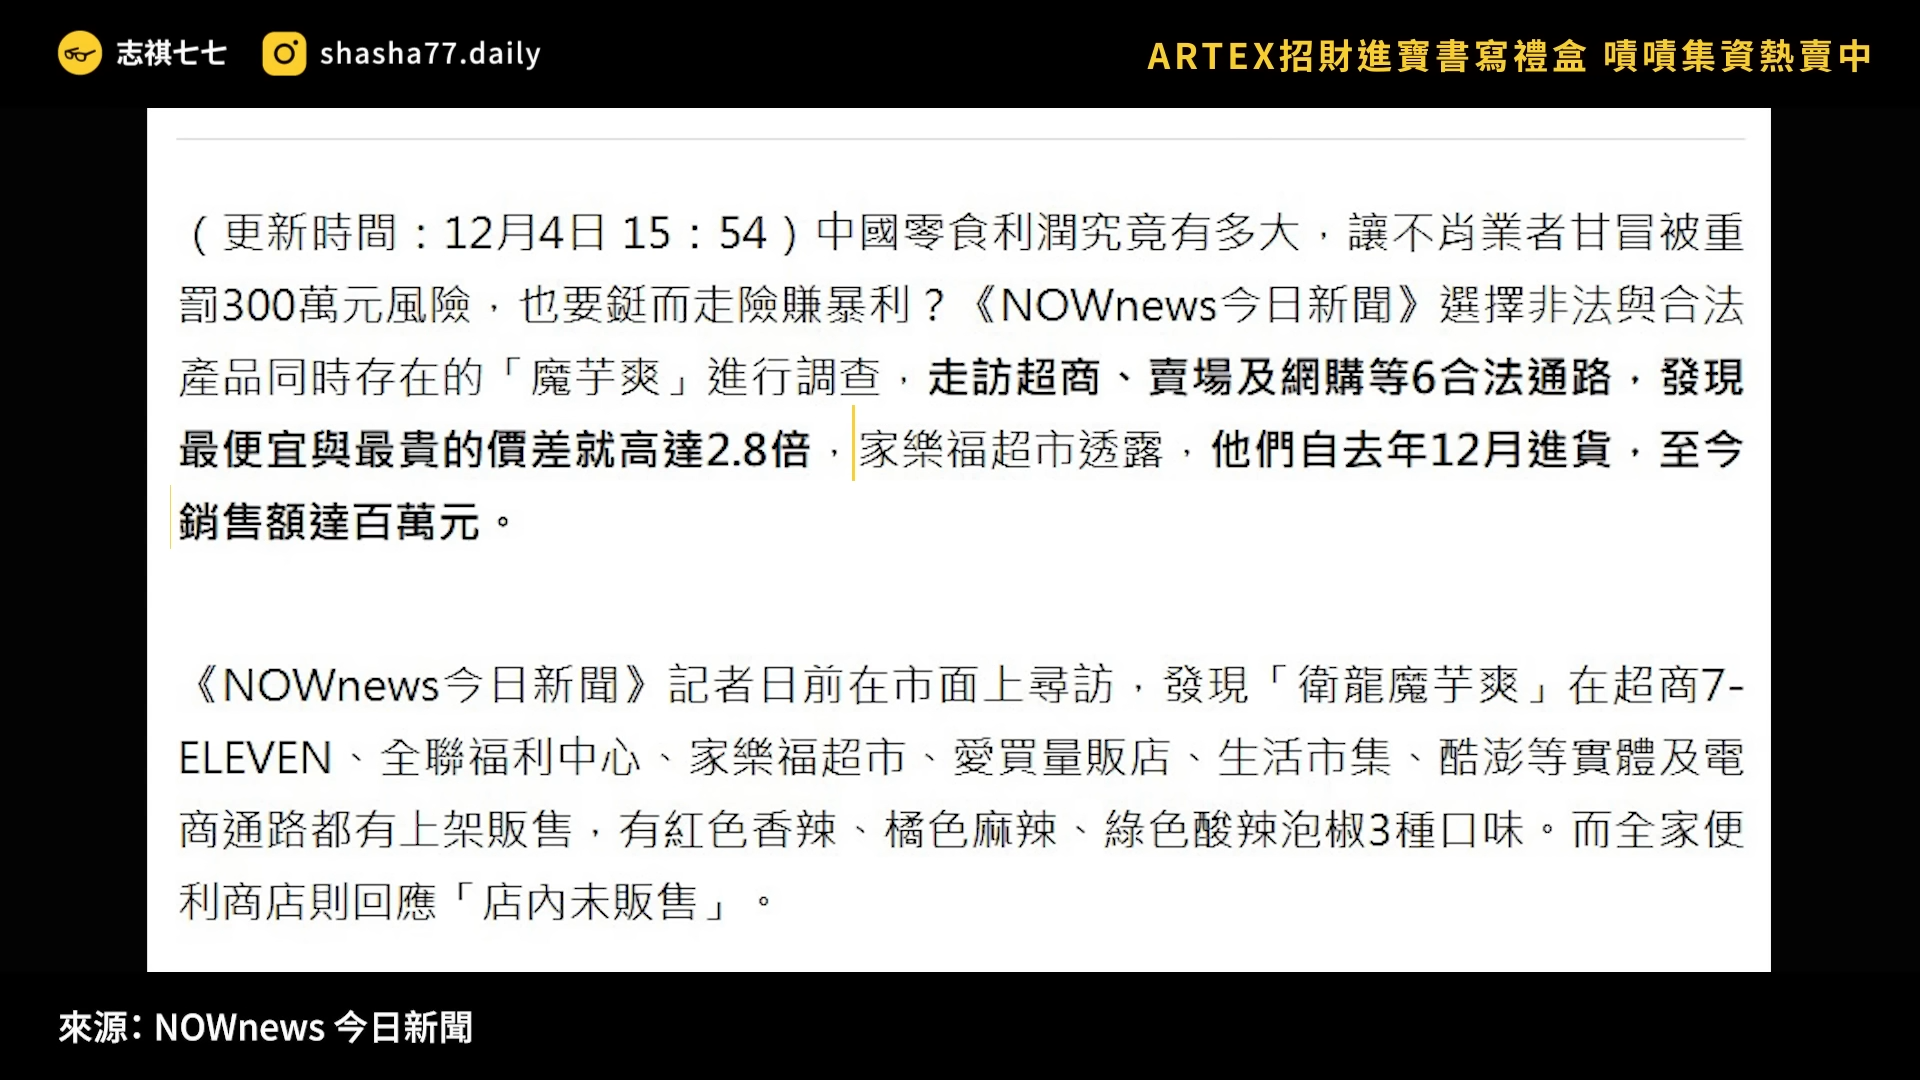 志祺七七 shasha77.daily
ARTEX招財進寶書寫禮盒 嘖嘖集資熱賣中
（更新時間：12月4日 15：54）中國零食利潤究竟有多大，讓不肖業者甘冒被重
罰300萬元風險，也要鋌而走險賺暴利？《NOWnews今日新聞》選擇非法與合法
產品同時存在的「魔芋爽」進行調查，走訪超商、賣場及網購等6合法通路，發現
最便宜與最貴的價差就高達2.8倍，家樂福超市透露，他們自去年12月進貨，至今
銷售額達百萬元。
《NOWnews今日新聞》記者日前在市面上尋訪，發現「衛龍魔芋爽」在超商7-
ELEVEN、全聯福利中心、家樂福超市、愛買量販店、生活市集、酷澎等實體及電
商通路都有上架販售，有紅色香辣、橘色麻辣、綠色酸辣泡椒3種口味。而全家便
利商店則回應「店內未販售」。
來源：NOWnews 今日新聞